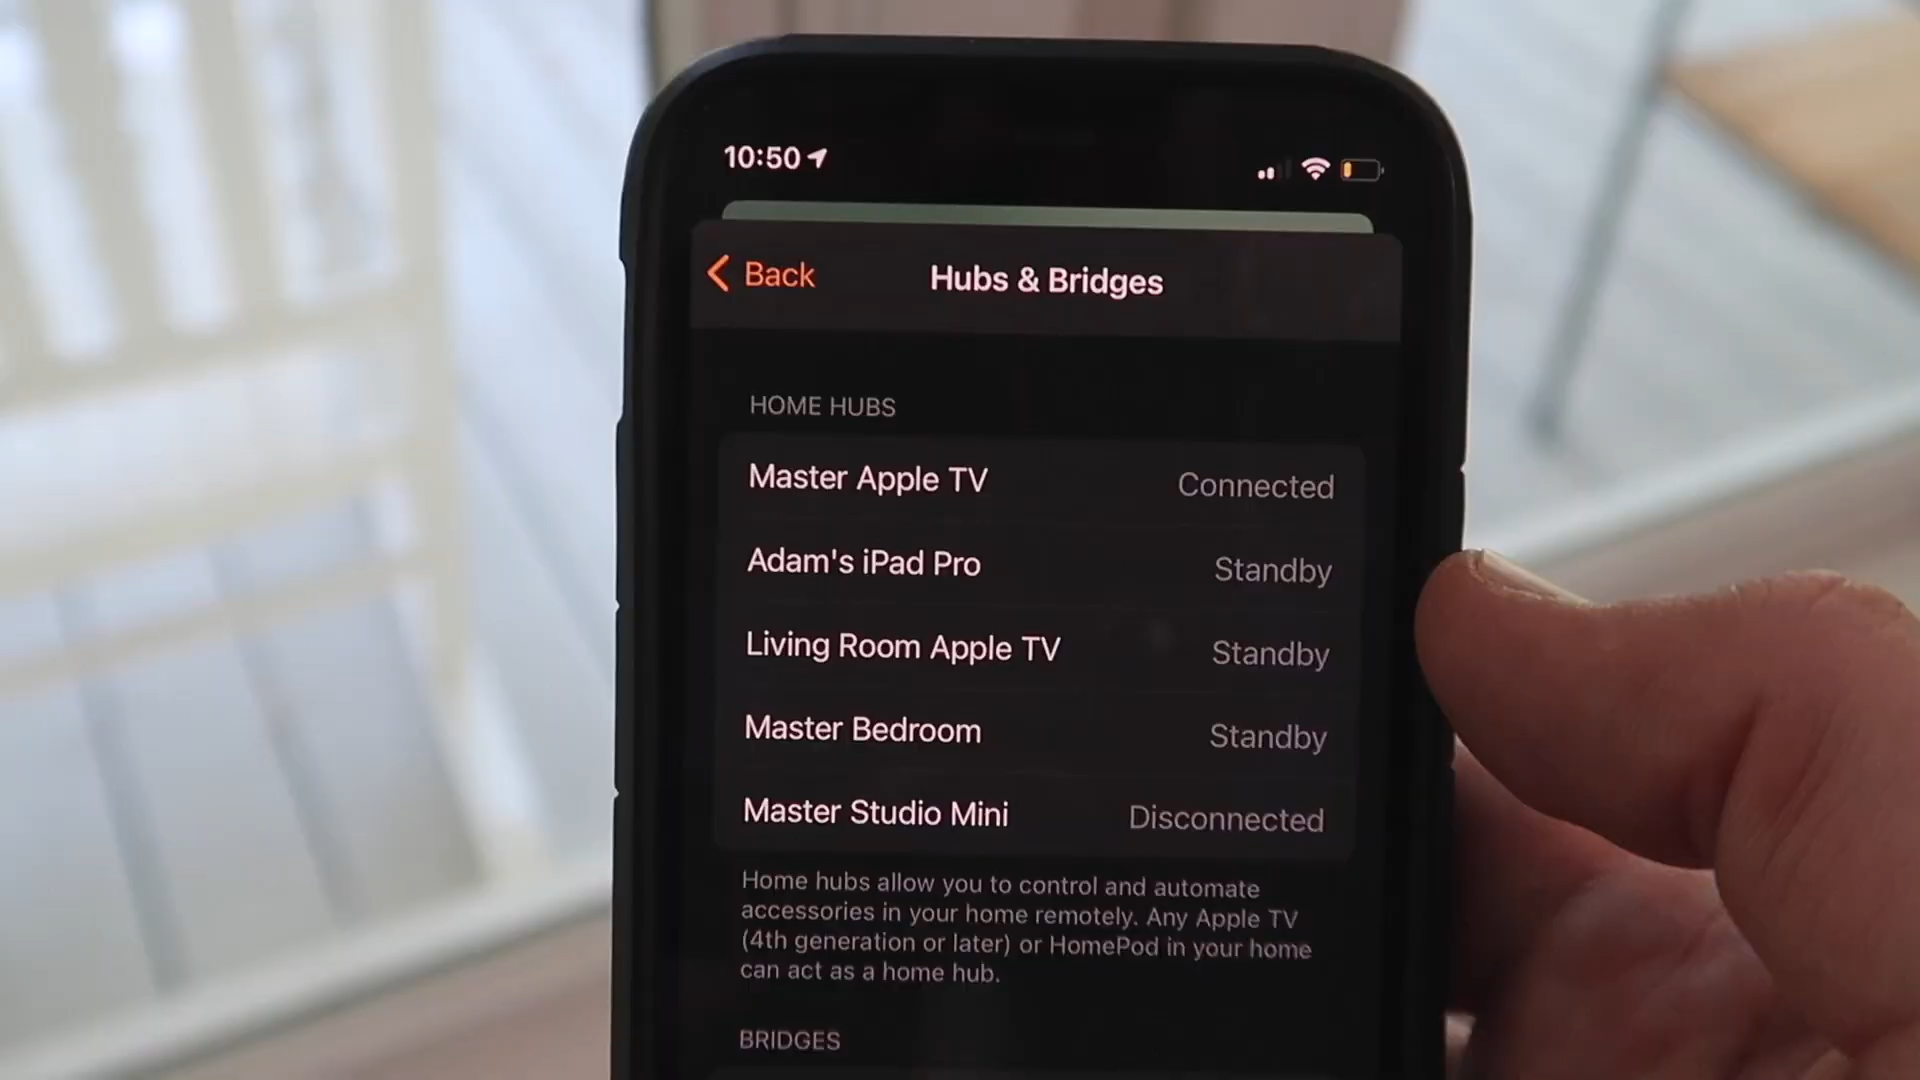 10:50
Back
Hubs & Bridges
HOME HUBS
Master Apple TV Connected
Adam's iPad Pro Standby
Living Room Apple TV Standby
Master Bedroom Standby
Master Studio Mini Disconnected
Home hubs allow you to control and automate
accessories in your home remotely. Any Apple TV
(4th generation or later) or HomePod in your home
can act as a home hub.
BRIDGES